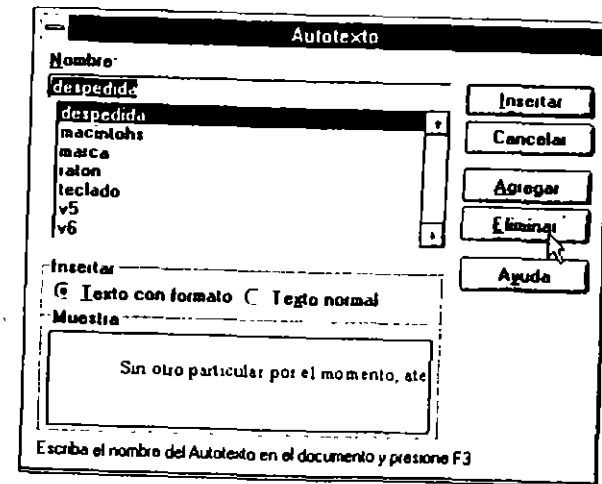 Autotexto
Nombre:
despedida
despedida
macintohs
marca
raton
teclado
v5
v6
Insertar
Cancelar
Agregar
Eliminar
Ayuda
Insertar
Texto con formato
Texto normal
Muestra
Sin otro particular por el momento, ate
Escriba el nombre del Autotexto en el documento y presione F3